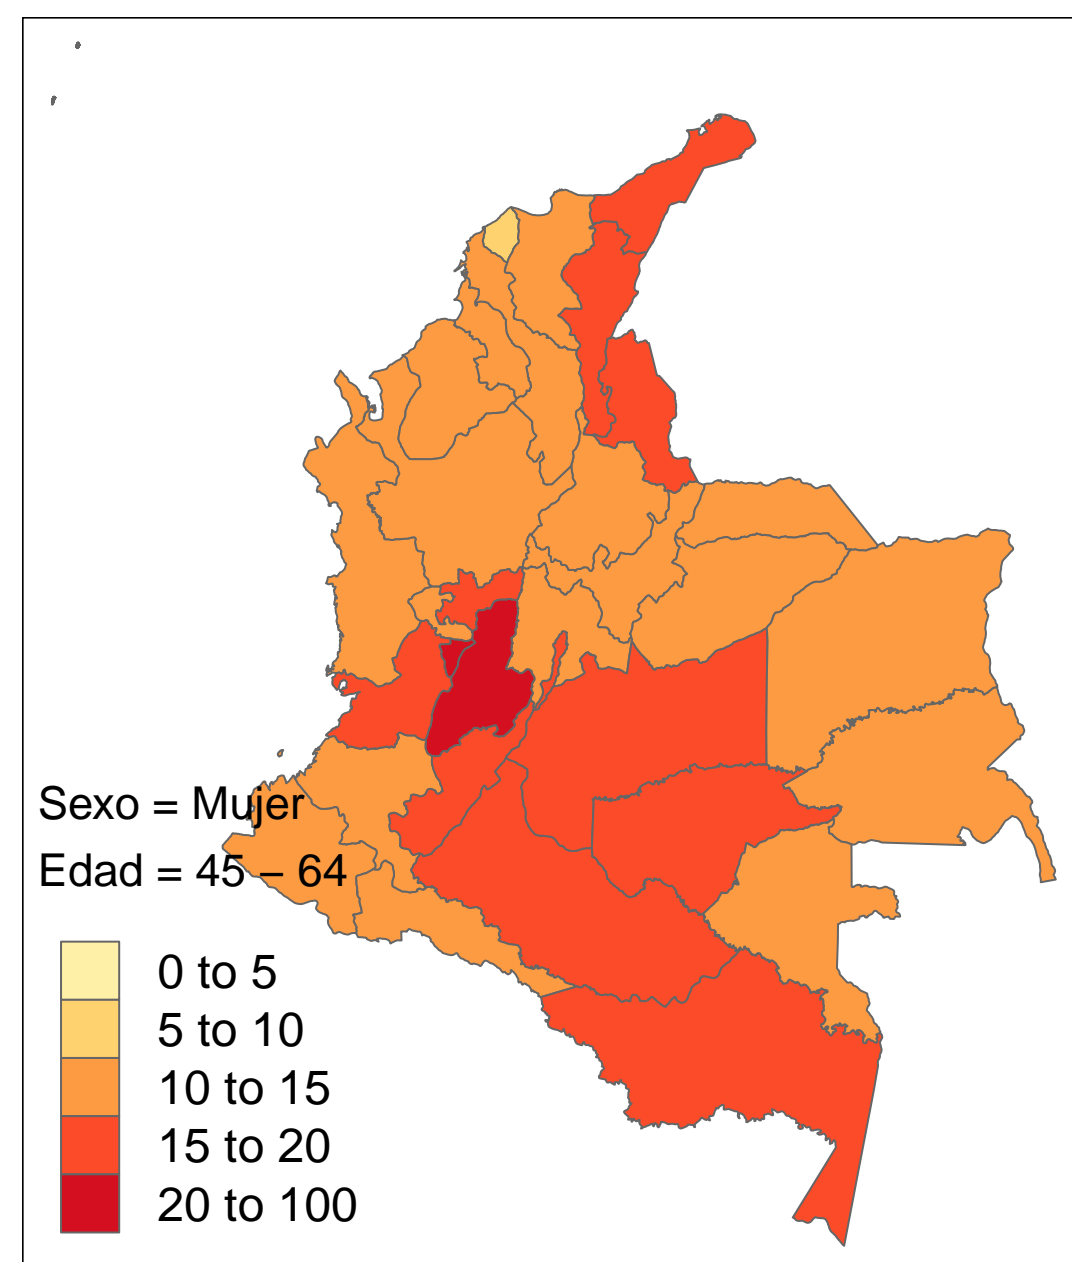 Sexo = Mujer
Edad = 45 – 64
0 to 5
5 to 10
10 to 15
15 to 20
20 to 100